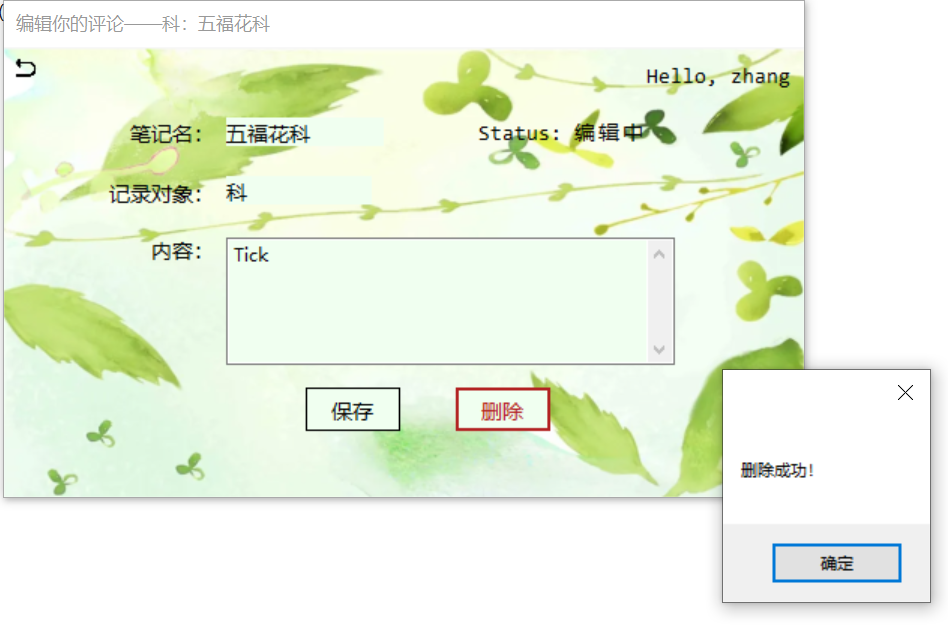 编辑你的评论——科：五福花科
Hello, zhang
笔记名： 五福花科
Status: 编辑中
记录对象： 科
内容： Tick
保存 删除
删除成功!
确定